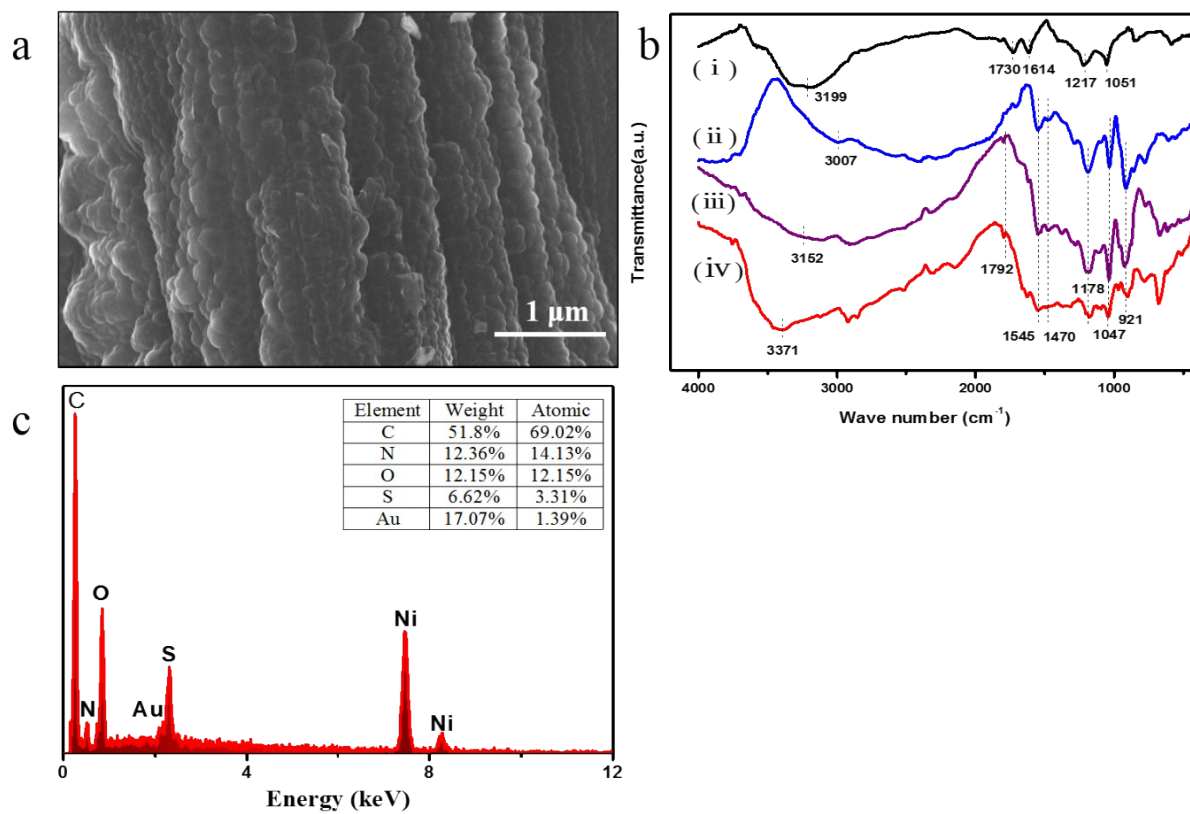 a
1 μm
b
Transmittance(a.u.)
(i)
1730 1614
1217 1051
3199
(ii)
3007
(iii)
3152
1792
1178
(iv)
921
1047
3371
1545 1470
4000 3000 2000 1000
Wave number (cm⁻¹)
c
C
Element Weight Atomic
C 51.8% 69.02%
N 12.36% 14.13%
O 12.15% 12.15%
S 6.62% 3.31%
Au 17.07% 1.39%
O
Ni
S
N Au
Ni
0 4 8 12
Energy (keV)